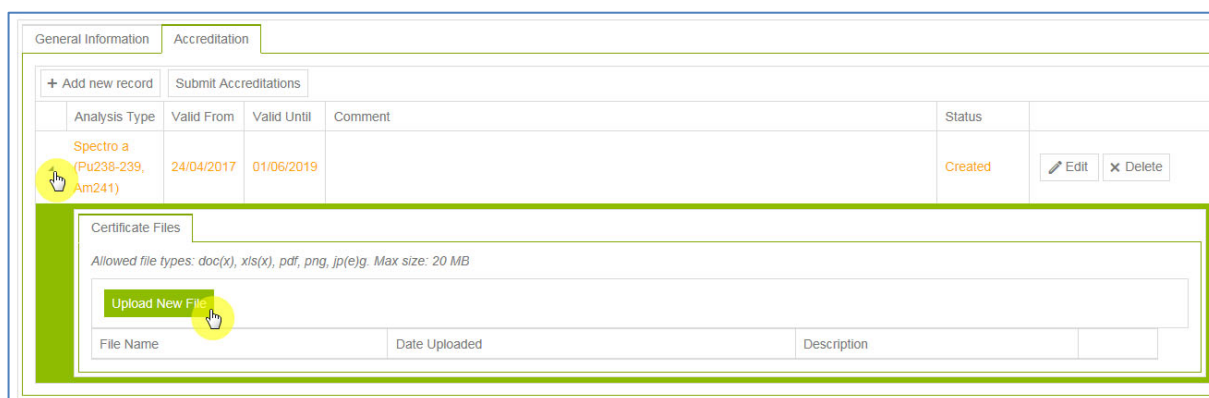 General Information Accreditation
+ Add new record Submit Accreditations
Analysis Type Valid From Valid Until Comment Status
Spectro a
(Pu238-239, 24/04/2017 01/06/2019 Created Edit Delete
Am241)
Certificate Files
Allowed file types: doc(x), xls(x), pdf, png, jp(e)g. Max size: 20 MB
Upload New File
File Name Date Uploaded Description